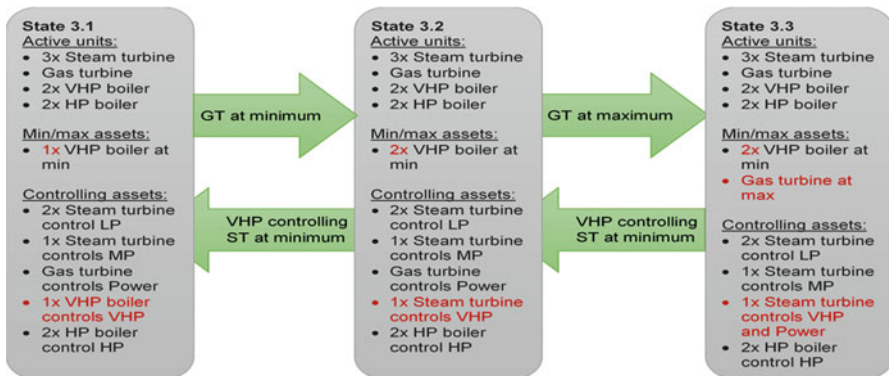 State 3.1
Active units:
• 3x Steam turbine
• Gas turbine
• 2x VHP boiler
• 2x HP boiler
Min/max assets:
• 1x VHP boiler at
min
Controlling assets:
• 2x Steam turbine
control LP
• 1x Steam turbine
controls MP
• Gas turbine
controls Power
• 1x VHP boiler
controls VHP
• 2x HP boiler
control HP
GT at minimum
VHP controlling
ST at minimum
State 3.2
Active units:
• 3x Steam turbine
• Gas turbine
• 2x VHP boiler
• 2x HP boiler
Min/max assets:
• 2x VHP boiler at
min
Controlling assets:
• 2x Steam turbine
control LP
• 1x Steam turbine
controls MP
• Gas turbine
controls Power
• 1x Steam turbine
controls VHP
• 2x HP boiler
control HP
GT at maximum
VHP controlling
ST at minimum
State 3.3
Active units:
• 3x Steam turbine
• Gas turbine
• 2x VHP boiler
• 2x HP boiler
Min/max assets:
• 2x VHP boiler at
min
• Gas turbine at
max
Controlling assets:
• 2x Steam turbine
control LP
• 1x Steam turbine
controls MP
• 1x Steam turbine
controls VHP
and Power
• 2x HP boiler
control HP